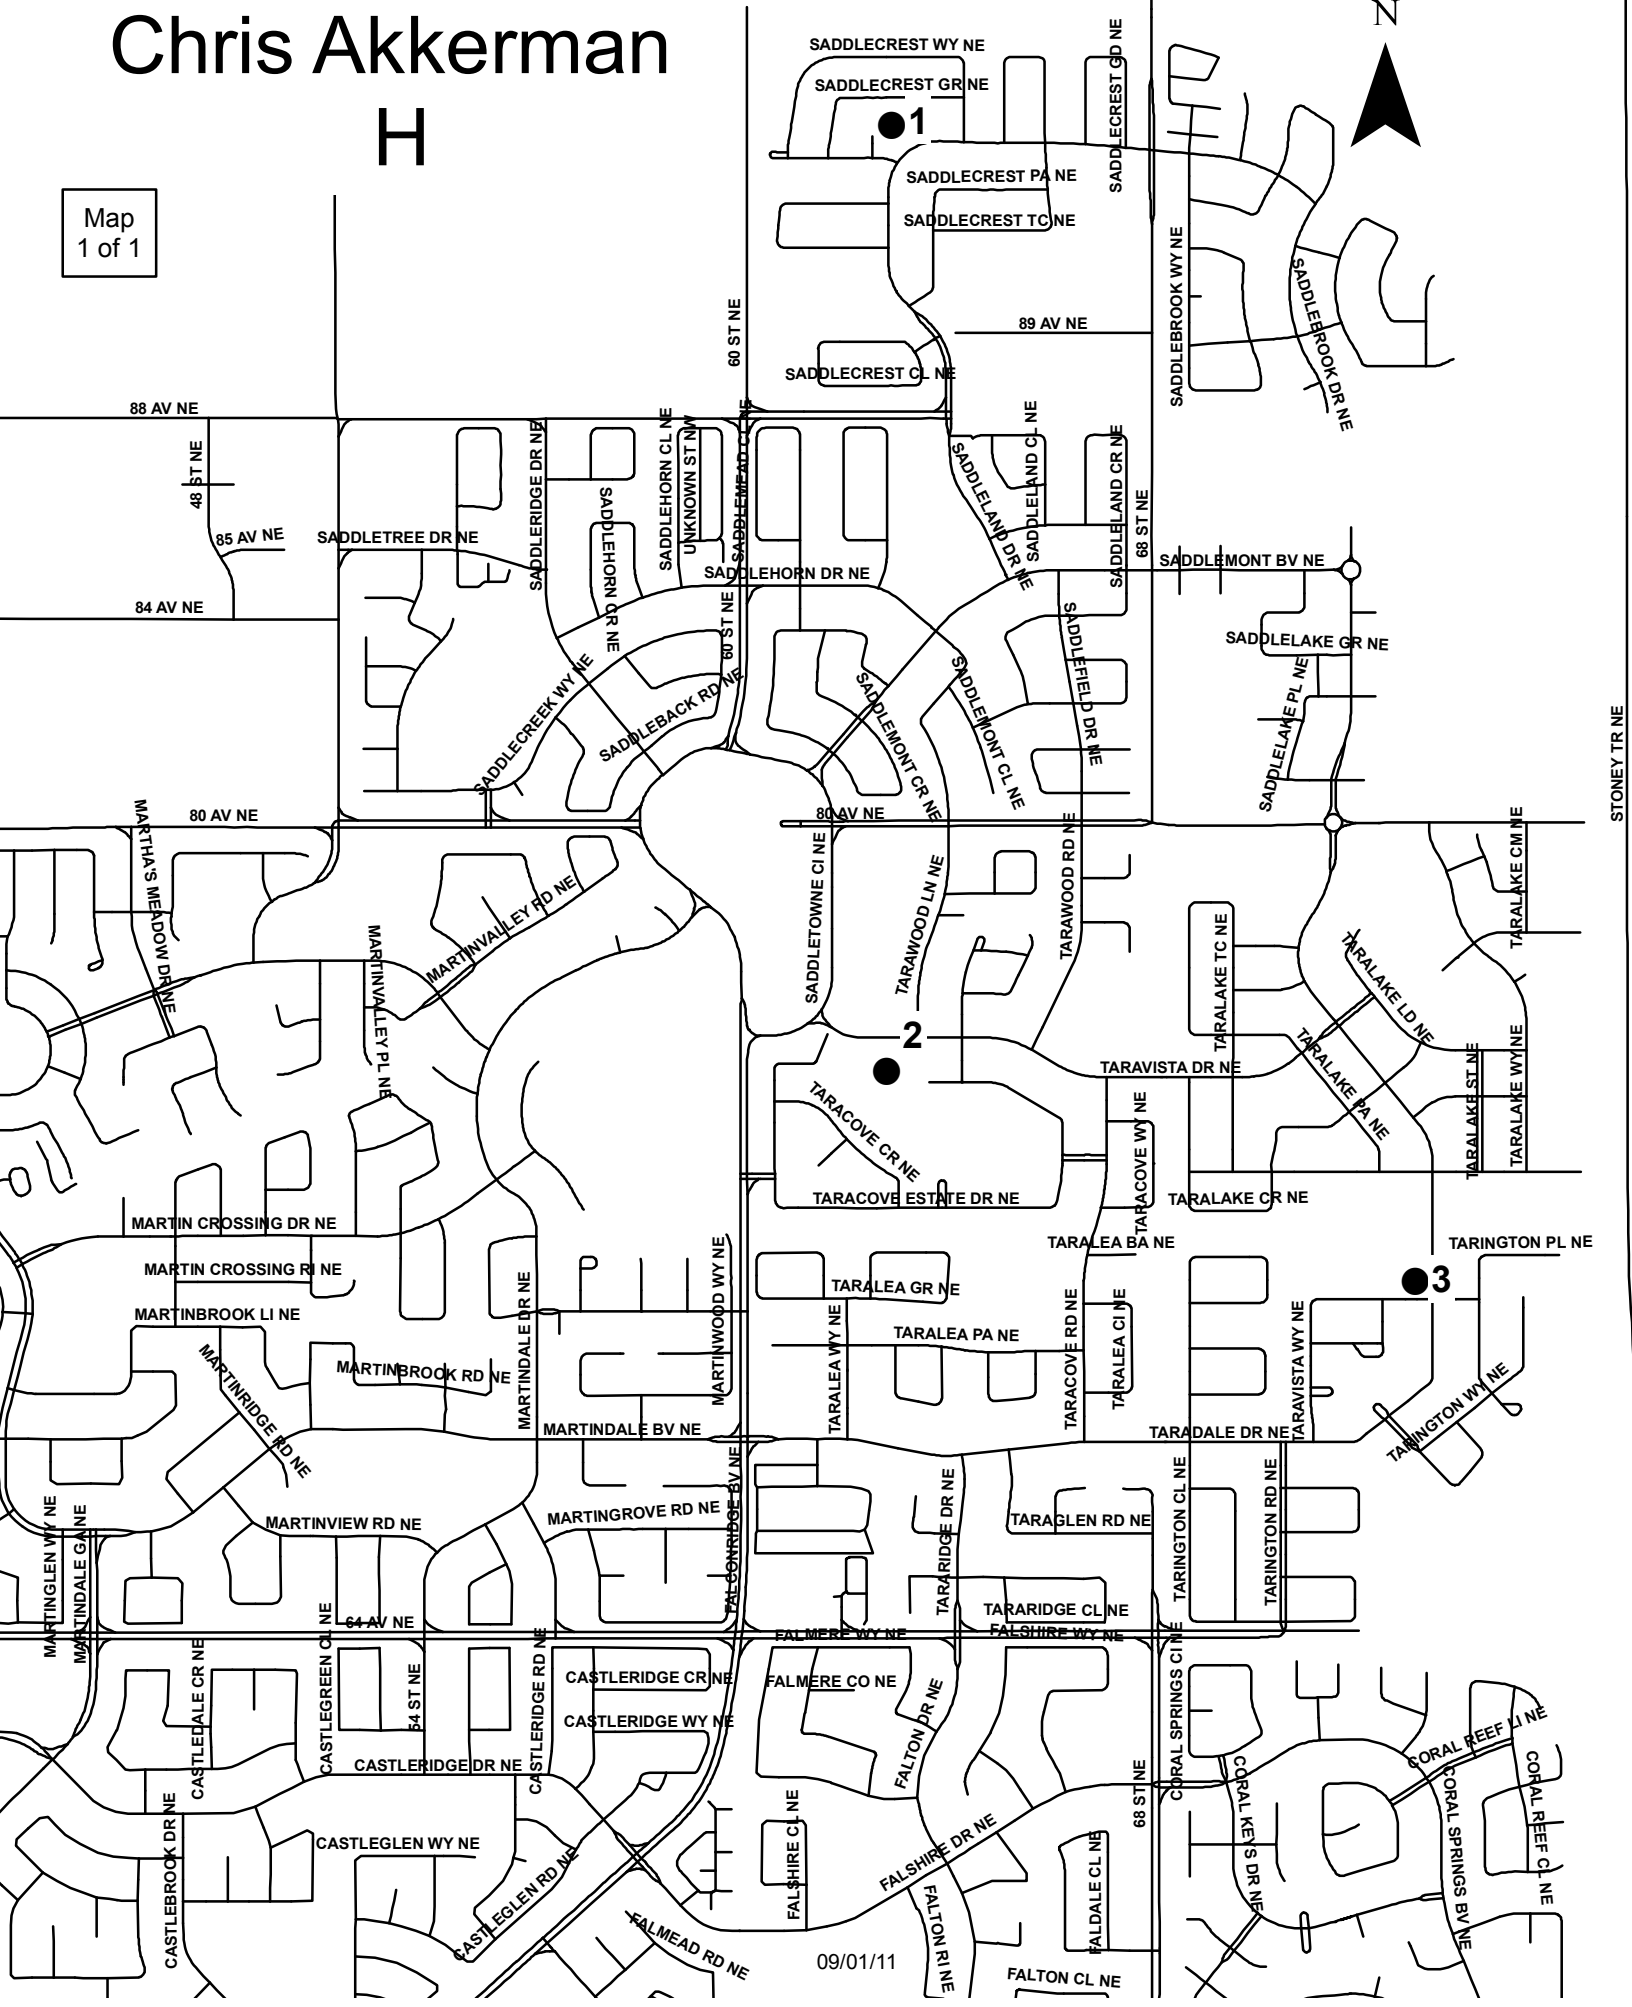 Chris Akkerman
H
Map
1 of 1
N
SADDLECREST WY NE
SADDLECREST GR NE
SADDLECREST GD NE
1
SADDLECREST PA NE
SADDLECREST TC NE
SADDLEBROOK WY NE
SADDLEBROOK DR NE
60 ST NE
89 AV NE
SADDLECREST CL NE
88 AV NE
48 ST NE
85 AV NE
SADDLETREE DR NE
SADDLERIDGE DR NE
SADDLEHORN CR NE
SADDLEHORN CL NE
UNKNOWN ST NW
SADDLEMEAD CL NE
SADDLELAND DR NE
SADDLELAND CL NE
SADDLELAND CR NE
68 ST NE
SADDLEMONT BV NE
SADDLEHORN DR NE
84 AV NE
60 ST NE
SADDLEFIELD DR NE
SADDLELAKE GR NE
SADDLELAKE PL NE
SADDLECREEK WY NE
SADDLEBACK RD NE
SADDLEMONT CR NE
SADDLEMONT CL NE
STONEY TR NE
80 AV NE
80 AV NE
MARTHA'S MEADOW DR NE
MARTINVALLEY RD NE
MARTINVALLEY PL NE
SADDLETOWNE CI NE
TARAWOOD LN NE
TARAWOOD RD NE
TARALAKE TC NE
TARALAKE CM NE
TARALAKE LD NE
2
TARAVISTA DR NE
TARALAKE PA NE
TARALAKE ST NE
TARALAKE WY NE
TARACOVE CR NE
TARACOVE WY NE
TARACOVE ESTATE DR NE
TARALAKE CR NE
MARTIN CROSSING DR NE
MARTIN CROSSING RI NE
MARTINBROOK LI NE
MARTINBROOK RD NE
MARTINRIDGE RD NE
MARTINDALE DR NE
MARTINWOOD WY NE
TARALEA BA NE
TARINGTON PL NE
TARALEA GR NE
3
TARALEA PA NE
TARALEA WY NE
TARACOVE RD NE
TARALEA CI NE
TARAVISTA WY NE
TARINGTON WY NE
MARTINDALE BV NE
TARADALE DR NE
MARTINGLEN WY NE
MARTINDALE GA NE
MARTINVIEW RD NE
MARTINGROVE RD NE
FALCONRIDGE BV NE
TARARIDGE DR NE
TARAGLEN RD NE
TARINGTON CL NE
TARINGTON RD NE
TARARIDGE CL NE
64 AV NE
FALMERE WY NE
FALSHIRE WY NE
CASTLEDALE CR NE
CASTLEGREEN CL NE
54 ST NE
CASTLERIDGE RD NE
CASTLERIDGE CR NE
FALMERE CO NE
CASTLERIDGE WY NE
FALTON DR NE
CORAL SPRINGS CI NE
CORAL REEF LI NE
CASTLERIDGE DR NE
68 ST NE
CORAL KEYS DR NE
CORAL SPRINGS BV NE
CORAL REEF CL NE
CASTLEBROOK DR NE
CASTLEGLEN WY NE
CASTLEGLEN RD NE
FALSHIRE CL NE
FALSHIRE DR NE
FALDALE CL NE
FALMEAD RD NE
FALTON RI NE
09/01/11
FALTON CL NE